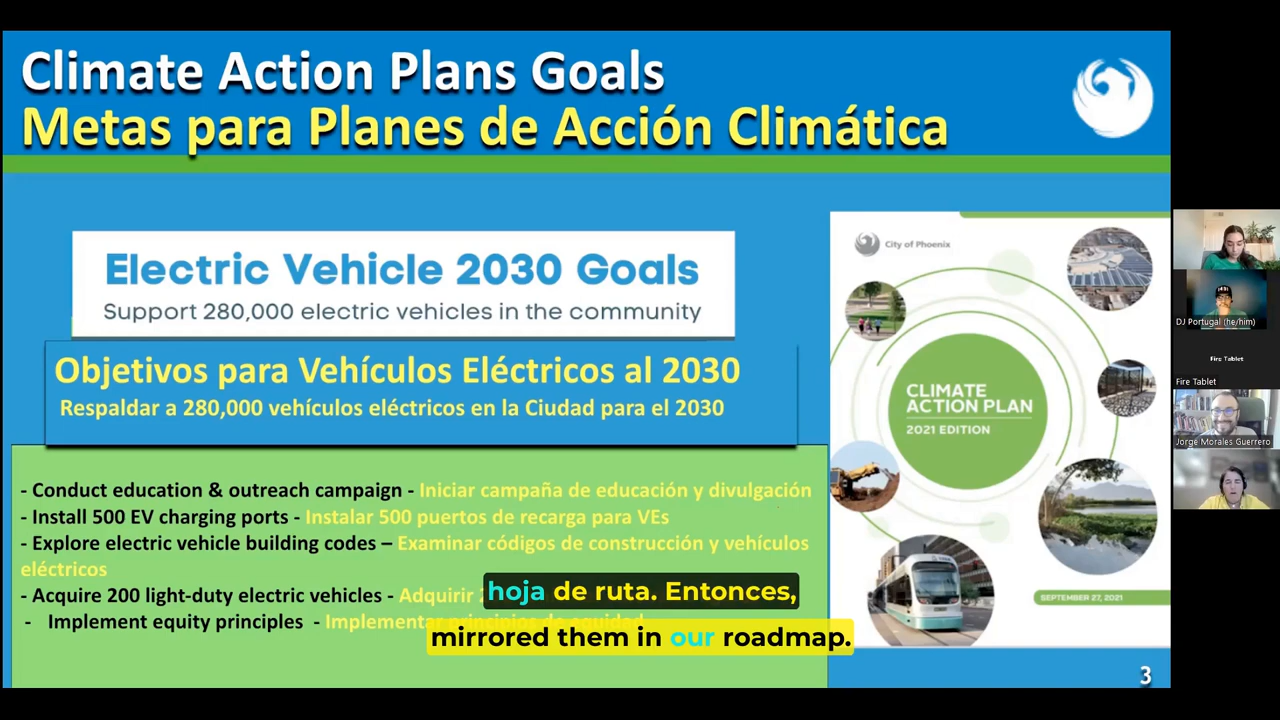 Climate Action Plans Goals
Metas para Planes de Acción Climática
Electric Vehicle 2030 Goals
Support 280,000 electric vehicles in the community
Objetivos para Vehículos Eléctricos al 2030
Respaldar a 280,000 vehículos eléctricos en la Ciudad para el 2030
- Conduct education & outreach campaign - Iniciar campaña de educación y divulgación
- Install 500 EV charging ports - Instalar 500 puertos de recarga para VEs
- Explore electric vehicle building codes – Examinar códigos de construcción y vehículos
eléctricos
- Acquire 200 light-duty electric vehicles - Adquirir
- Implement equity principles - Implementar principios de equidad
hoja de ruta. Entonces,
mirrored them in our roadmap.
City of Phoenix
CLIMATE
ACTION PLAN
2021 EDITION
SEPTEMBER 27, 2021
3
DJ Portugal (he/him)
Fire Tablet
Fire Tablet
Jorge Morales Guerrero